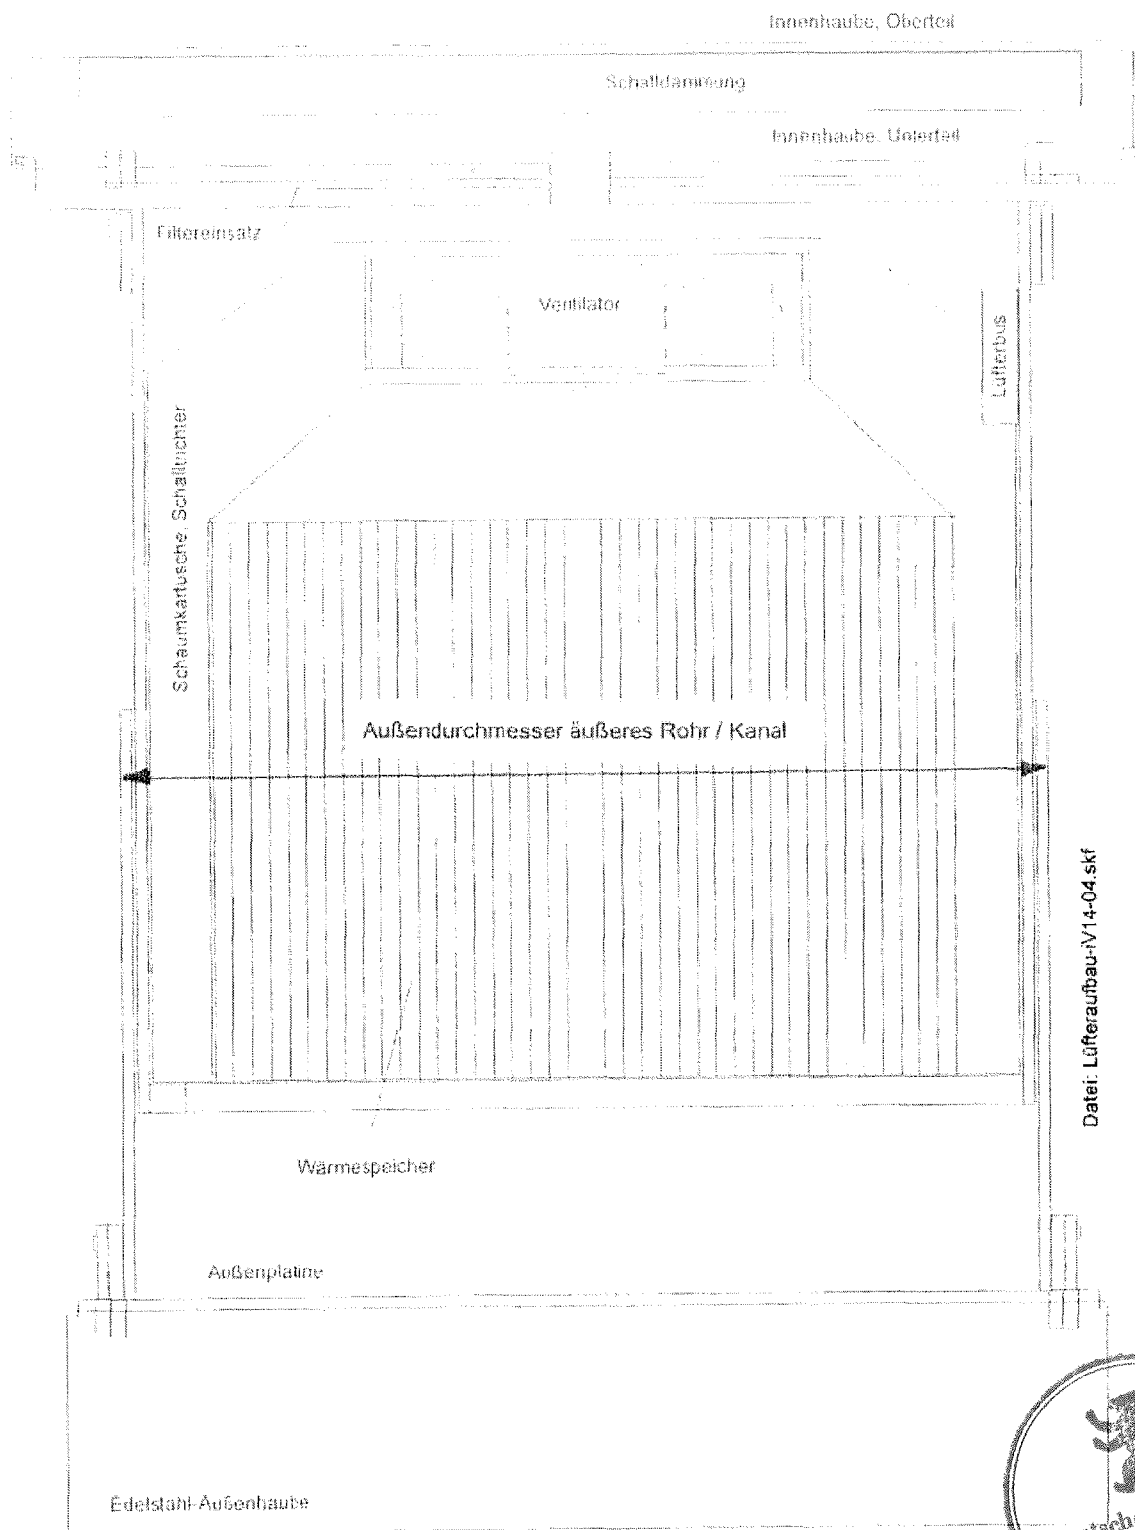 Innenhaube, Oberteil
Schalldämmung
Innenhaube, Unterteil
Filtereinsatz
Ventilator
Lüfterbus
Schaumkartusche Schalltrichter
Außendurchmesser äußeres Rohr / Kanal
Datei: Lüfteraufbau-iV14-04.skf
Wärmespeicher
Außenplatine
Edelstahl-Außenhaube